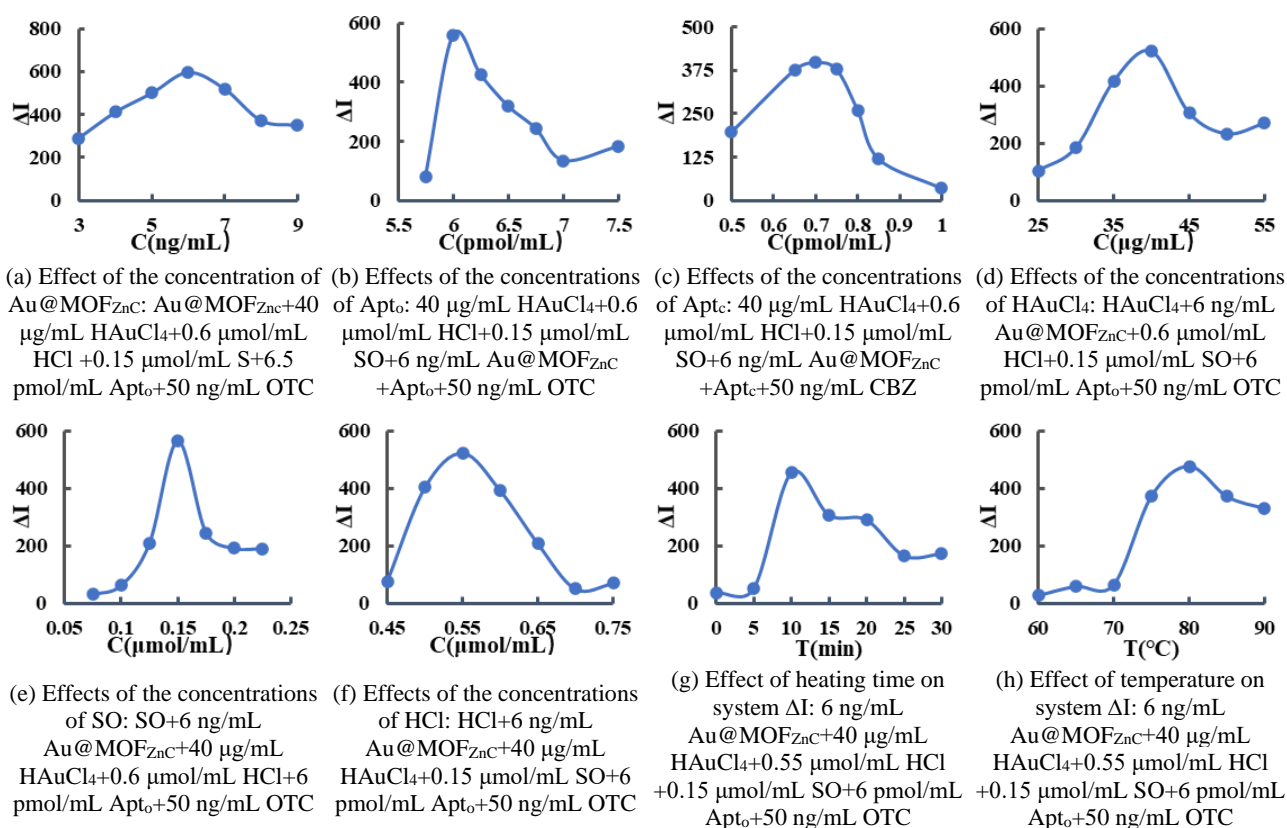 800
600
400
200
0
ΔI
3 5 7 9
C(ng/mL)
600
400
200
0
ΔI
5.5 6 6.5 7 7.5
C(pmol/mL)
500
375
250
125
0
ΔI
0.5 0.6 0.7 0.8 0.9 1
C(pmol/mL)
600
400
200
0
ΔI
25 35 45 55
C(μg/mL)
(a) Effect of the concentration of
Au@MOFZnC: Au@MOFZnc+40
μg/mL HAuCl4+0.6 μmol/mL
HCl +0.15 μmol/mL S+6.5
pmol/mL Apto+50 ng/mL OTC
(b) Effects of the concentrations
of Apto: 40 μg/mL HAuCl4+0.6
μmol/mL HCl+0.15 μmol/mL
SO+6 ng/mL Au@MOFZnC
+Apto+50 ng/mL OTC
(c) Effects of the concentrations
of Aptc: 40 μg/mL HAuCl4+0.6
μmol/mL HCl+0.15 μmol/mL
SO+6 ng/mL Au@MOFZnC
+Aptc+50 ng/mL CBZ
(d) Effects of the concentrations
of HAuCl4: HAuCl4+6 ng/mL
Au@MOFZnC+0.6 μmol/mL
HCl+0.15 μmol/mL SO+6
pmol/mL Apto+50 ng/mL OTC
600
400
200
0
ΔI
0.05 0.1 0.15 0.2 0.25
C(μmol/mL)
600
400
200
0
ΔI
0.45 0.55 0.65 0.75
C(μmol/mL)
600
400
200
0
ΔI
0 5 10 15 20 25 30
T(min)
600
400
200
0
ΔI
60 70 80 90
T(°C)
(e) Effects of the concentrations
of SO: SO+6 ng/mL
Au@MOFZnC+40 μg/mL
HAuCl4+0.6 μmol/mL HCl+6
pmol/mL Apto+50 ng/mL OTC
(f) Effects of the concentrations
of HCl: HCl+6 ng/mL
Au@MOFZnC+40 μg/mL
HAuCl4+0.15 μmol/mL SO+6
pmol/mL Apto+50 ng/mL OTC
(g) Effect of heating time on
system ΔI: 6 ng/mL
Au@MOFZnC+40 μg/mL
HAuCl4+0.55 μmol/mL HCl
+0.15 μmol/mL SO+6 pmol/mL
Apto+50 ng/mL OTC
(h) Effect of temperature on
system ΔI: 6 ng/mL
Au@MOFZnC+40 μg/mL
HAuCl4+0.55 μmol/mL HCl
+0.15 μmol/mL SO+6 pmol/mL
Apto+50 ng/mL OTC